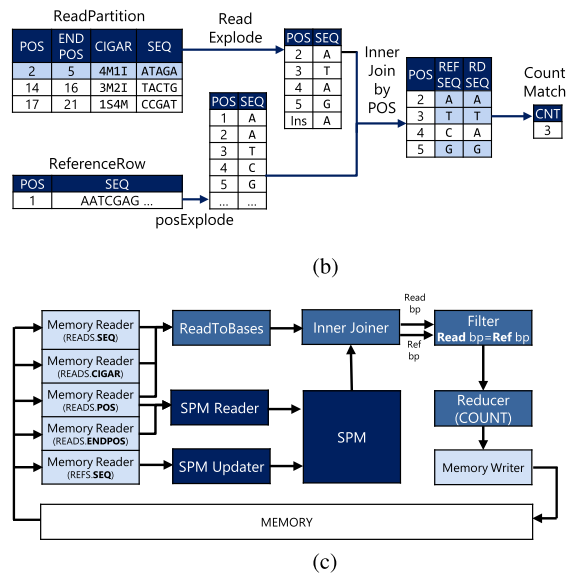 ReadPartition
POS END POS CIGAR SEQ
2 5 4M1I ATAGA
14 16 3M2I TACTG
17 21 1S4M CCGAT
Read
Explode
POS SEQ
2 A
3 T
4 A
5 G
Ins A
Inner
Join
by
POS
POS REF SEQ RD SEQ
2 A A
3 T T
4 C A
5 G G
Count
Match
CNT
3
ReferenceRow
POS SEQ
1 AATCGAG ...
posExplode
POS SEQ
1 A
2 A
3 T
4 C
5 G
... ...
(b)
Memory Reader
(READS.SEQ)
Memory Reader
(READS.CIGAR)
Memory Reader
(READS.POS)
Memory Reader
(READS.ENDPOS)
Memory Reader
(REFS.SEQ)
ReadToBases
SPM Reader
SPM Updater
Inner Joiner
SPM
Read
bp
Ref
bp
Filter
Read bp=Ref bp
Reducer
(COUNT)
Memory Writer
MEMORY
(c)